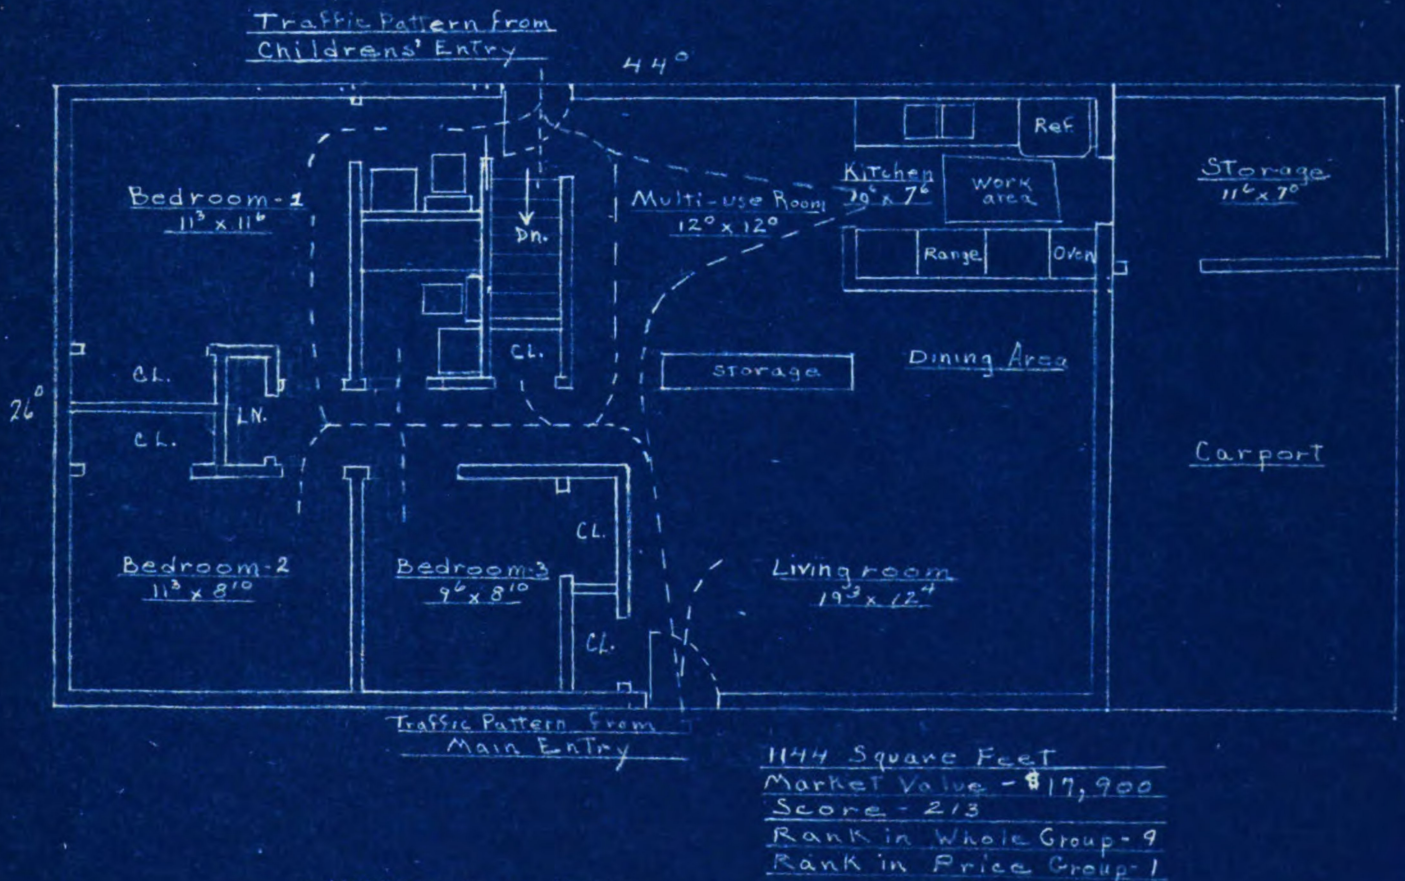 Traffic Pattern from
Childrens' Entry
44⁰
Ref.
Bedroom-1
11³ x 11⁶
Dn.
Multi-use Room
12⁰ x 12⁰
Kitchen
10⁶ x 7⁶
Work
area
Storage
11⁶ x 7⁰
Range
Oven
26⁰
CL.
CL.
LN.
CL.
Storage
Dining Area
Carport
CL.
Bedroom-2
11³ x 8¹⁰
Bedroom-3
9⁶ x 8¹⁰
Living room
19³ x 12⁴
CL.
Traffic Pattern from
Main Entry
1144 Square Feet
Market Value - $17,900
Score - 213
Rank in Whole Group - 9
Rank in Price Group - 1